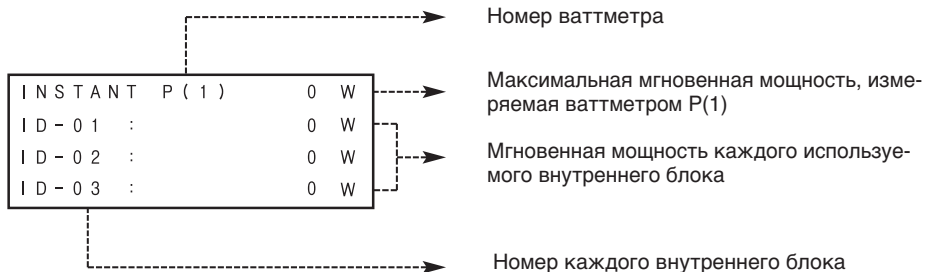 Номер ваттметра
INSTANT P(1) 0 W
Максимальная мгновенная мощность, изме-
ряемая ваттметром P(1)
ID-01 : 0 W
ID-02 : 0 W
Мгновенная мощность каждого используе-
мого внутреннего блока
ID-03 : 0 W
Номер каждого внутреннего блока